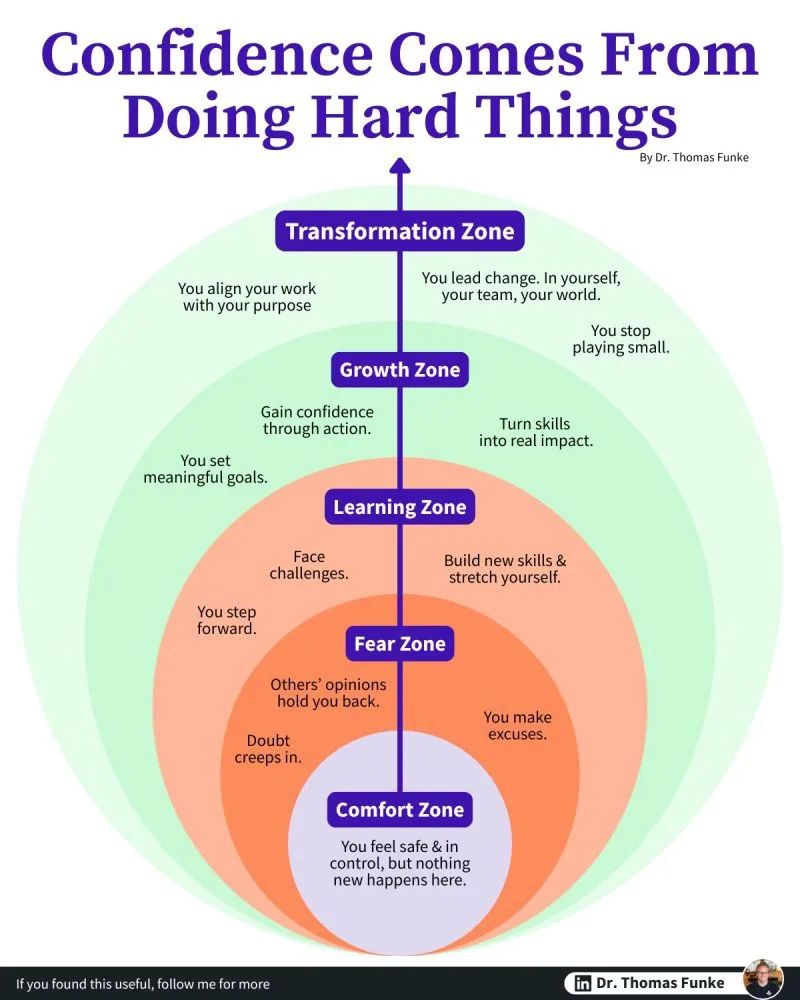 Confidence Comes From
Doing Hard Things
By Dr. Thomas Funke
Transformation Zone
You align your work
with your purpose
You lead change. In yourself,
your team, your world.
You stop
playing small.
Growth Zone
Gain confidence
through action.
Turn skills
into real impact.
You set
meaningful goals.
Learning Zone
Face
challenges.
Build new skills &
stretch yourself.
You step
forward.
Fear Zone
Others’ opinions
hold you back.
You make
excuses.
Doubt
creeps in.
Comfort Zone
You feel safe & in
control, but nothing
new happens here.
If you found this useful, follow me for more
in Dr. Thomas Funke